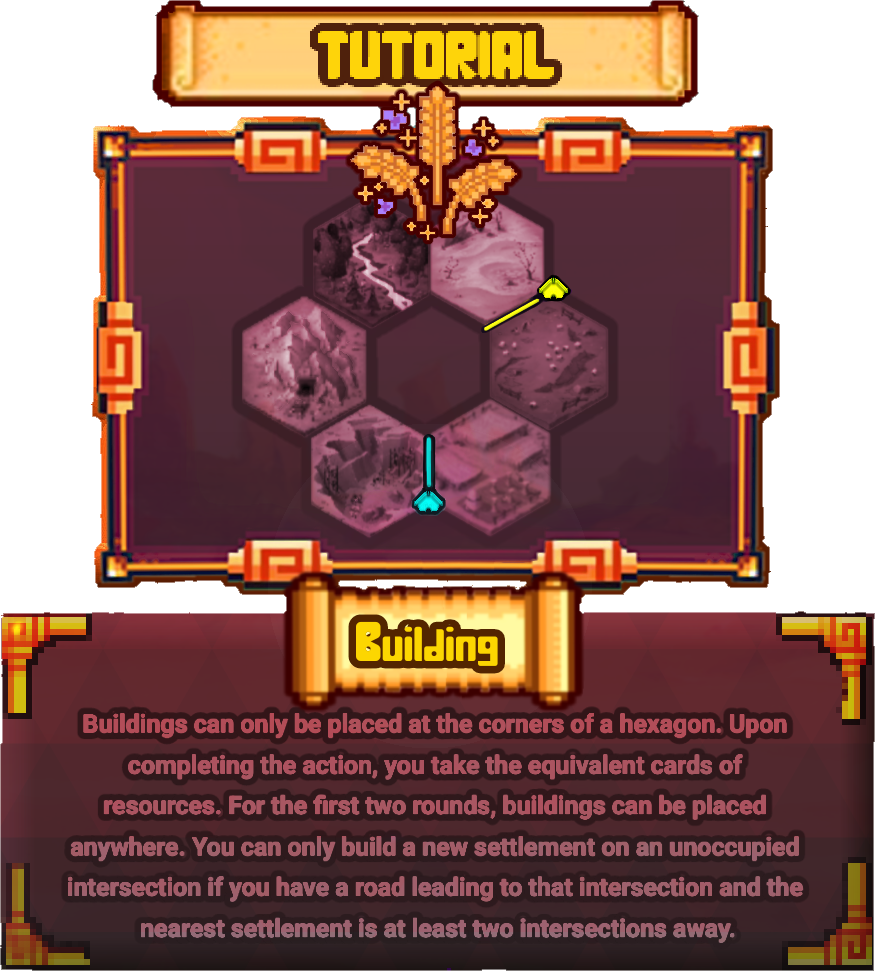 TUTORIAL
Building
Buildings can only be placed at the corners of a hexagon. Upon
completing the action, you take the equivalent cards of
resources. For the first two rounds, buildings can be placed
anywhere. You can only build a new settlement on an unoccupied
intersection if you have a road leading to that intersection and the
nearest settlement is at least two intersections away.